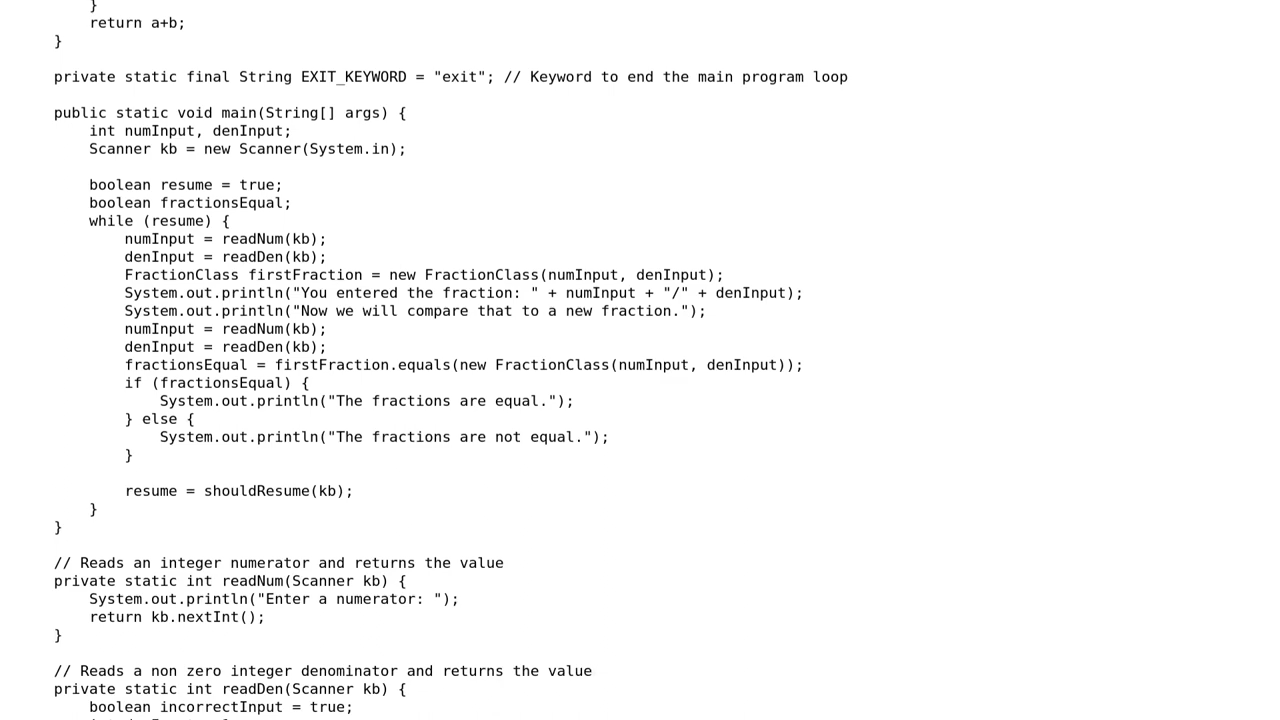 }
return a+b;
}
private static final String EXIT_KEYWORD = "exit"; // Keyword to end the main program loop
public static void main(String[] args) {
int numInput, denInput;
Scanner kb = new Scanner(System.in);
boolean resume = true;
boolean fractionsEqual;
while (resume) {
numInput = readNum(kb);
denInput = readDen(kb);
FractionClass firstFraction = new FractionClass(numInput, denInput);
System.out.println("You entered the fraction: " + numInput + "/" + denInput);
System.out.println("Now we will compare that to a new fraction.");
numInput = readNum(kb);
denInput = readDen(kb);
fractionsEqual = firstFraction.equals(new FractionClass(numInput, denInput));
if (fractionsEqual) {
System.out.println("The fractions are equal.");
} else {
System.out.println("The fractions are not equal.");
}
resume = shouldResume(kb);
}
}
// Reads an integer numerator and returns the value
private static int readNum(Scanner kb) {
System.out.println("Enter a numerator: ");
return kb.nextInt();
}
// Reads a non zero integer denominator and returns the value
private static int readDen(Scanner kb) {
boolean incorrectInput = true;